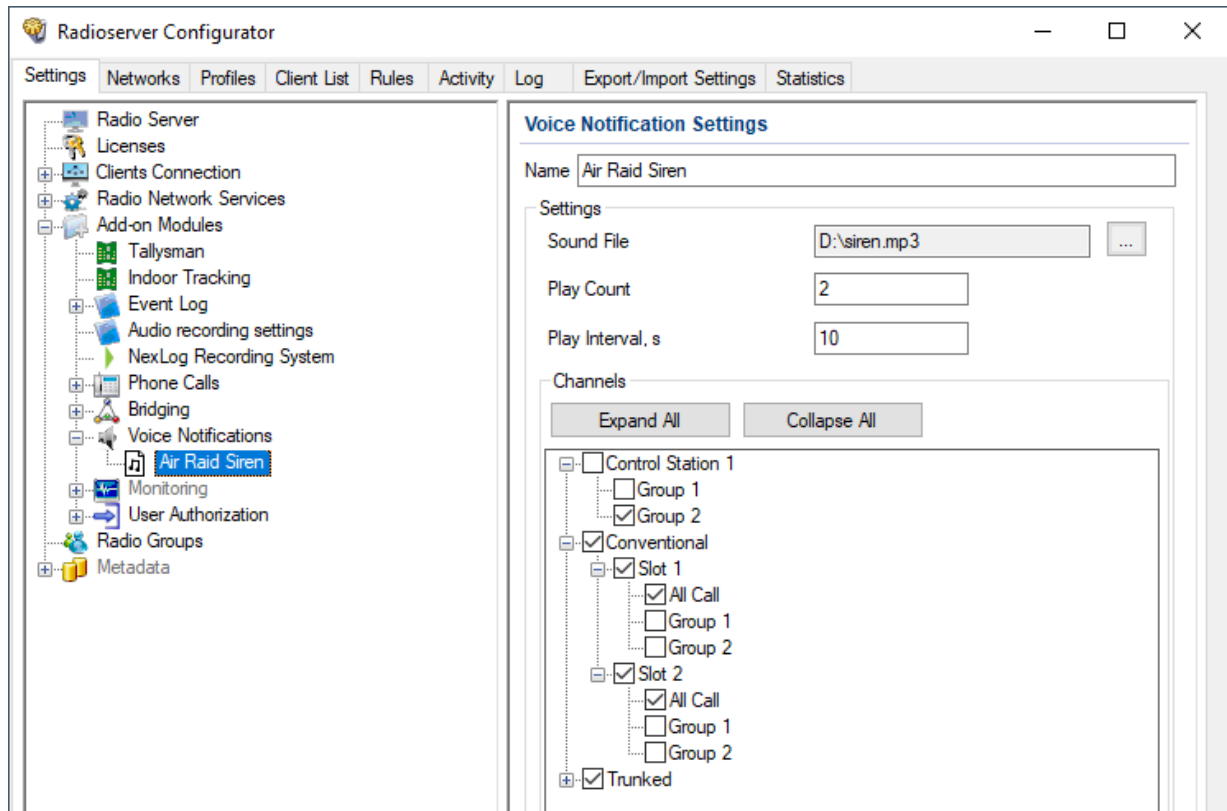 Radioserver Configurator
Settings Networks Profiles Client List Rules Activity Log Export/Import Settings Statistics
Radio Server
Licenses
Clients Connection
Radio Network Services
Add-on Modules
Tallysman
Indoor Tracking
Event Log
Audio recording settings
NexLog Recording System
Phone Calls
Bridging
Voice Notifications
Air Raid Siren
Monitoring
User Authorization
Radio Groups
Metadata
Voice Notification Settings
Name Air Raid Siren
Settings
Sound File D:\siren.mp3 ...
Play Count 2
Play Interval, s 10
Channels
Expand All Collapse All
Control Station 1
Group 1
Group 2
Conventional
Slot 1
All Call
Group 1
Group 2
Slot 2
All Call
Group 1
Group 2
Trunked